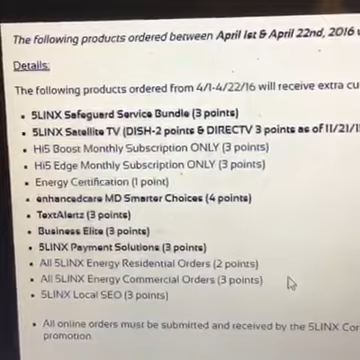 The following products ordered between April 1st & April 22nd, 2016
Details:
The following products ordered from 4/1-4/22/16 will receive extra cu
• 5LINX Safeguard Service Bundle (3 points)
• 5LINX Satellite TV (DISH-2 points & DIRECTV 3 points as of 11/21/1
• Hi5 Boost Monthly Subscription ONLY (3 points)
• Hi5 Edge Monthly Subscription ONLY (3 points)
• Energy Certification (1 point)
• enhancedcare MD Smarter Choices (4 points)
• TextAlertz (3 points)
• Business Elite (3 points)
• 5LINX Payment Solutions (3 points)
• All 5LINX Energy Residential Orders (2 points)
• All 5LINX Energy Commercial Orders (3 points)
• 5LINX Local SEO (3 points)
• All online orders must be submitted and received by the 5LINX Cor
promotion.